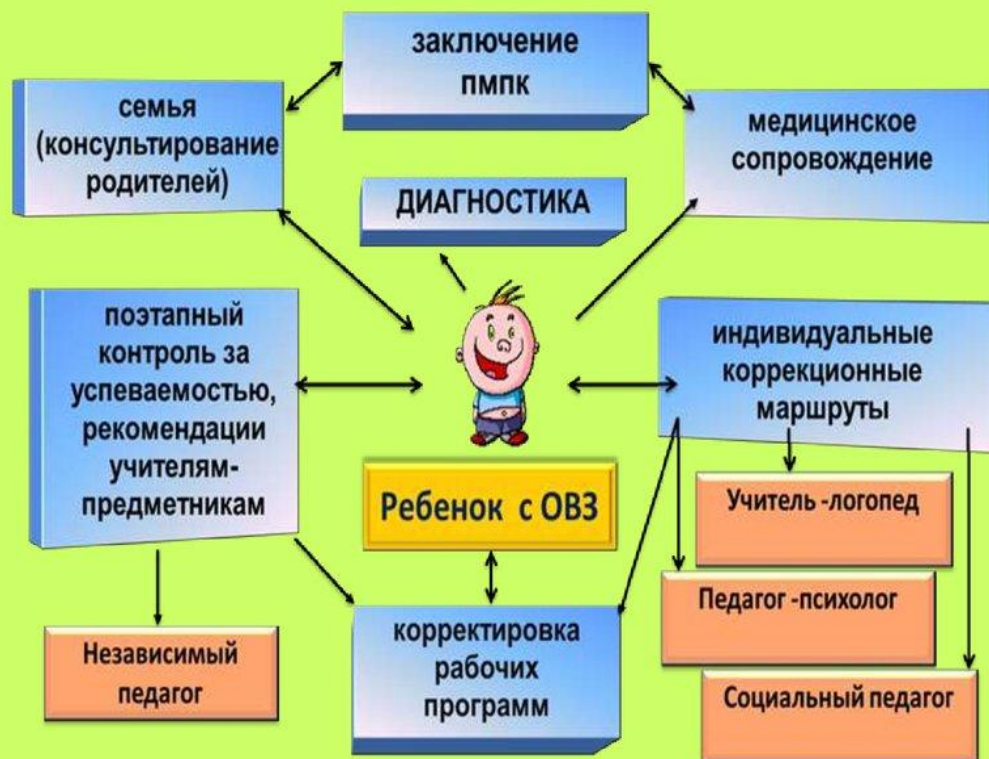 заключение
пмпк
семья
(консультирование
родителей)
медицинское
сопровождение
ДИАГНОСТИКА
поэтапный
контроль за
успеваемостью,
рекомендации
учителям-
предметникам
индивидуальные
коррекционные
маршруты
Ребенок с ОВЗ
Учитель -логопед
Педагог -психолог
Социальный педагог
Независимый
педагог
корректировка
рабочих
программ